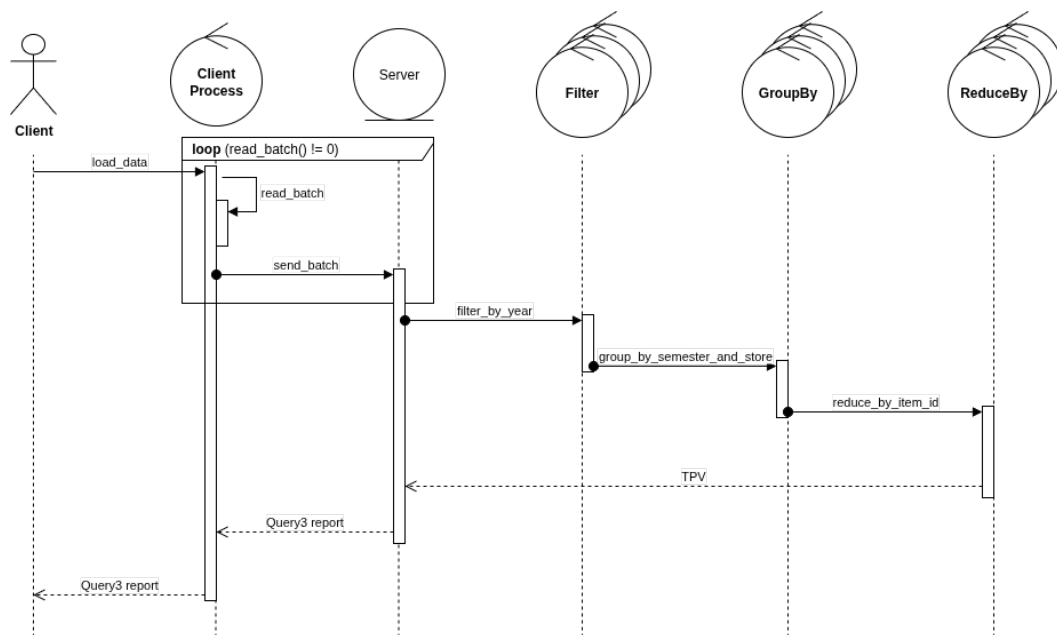 Client
Client
Process
Server
Filter
GroupBy
ReduceBy
loop (read_batch() != 0)
load_data
read_batch
send_batch
filter_by_year
group_by_semester_and_store
reduce_by_item_id
TPV
Query3 report
Query3 report